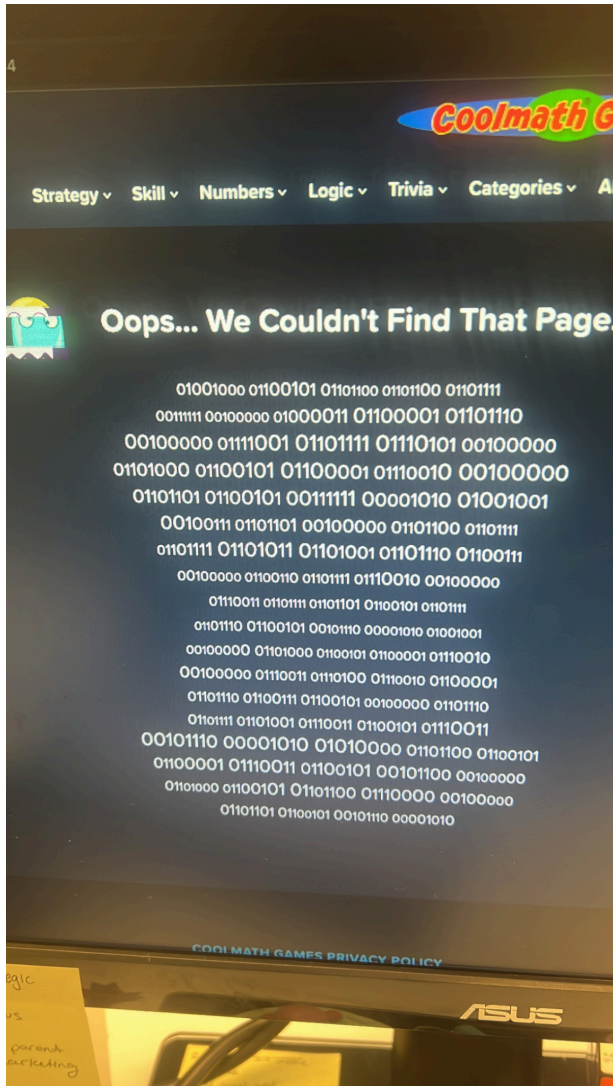 4
Coolmath G
Strategy Skill Numbers Logic Trivia Categories A
Oops... We Couldn't Find That Page.
01001000 01100101 01101100 01101100 01101111
00111111 00100000 01000011 01100001 01101110
00100000 01111001 01101111 01110101 00100000
01101000 01100101 01100001 01110010 00100000
01101101 01100101 00111111 00001010 01001001
00100111 01101101 00100000 01101100 01101111
01101111 01101011 01101001 01101110 01100111
00100000 01100110 01101111 01110010 00100000
01110011 01101111 01101101 01100101 01101111
01101110 01100101 00101110 00001010 01001001
00100000 01101000 01100101 01100001 01110010
00100000 01110011 01110100 01110010 01100001
01101110 01100111 01100101 00100000 01101110
01101111 01101001 01110011 01100101 01110011
00101110 00001010 01010000 01101100 01100101
01100001 01110011 01100101 00101100 00100000
01101000 01100101 01101100 01110000 00100000
01101101 01100101 00101110 00001010
COOLMATH GAMES PRIVACY POLICY
ASUS
egic
us
parent
arketing